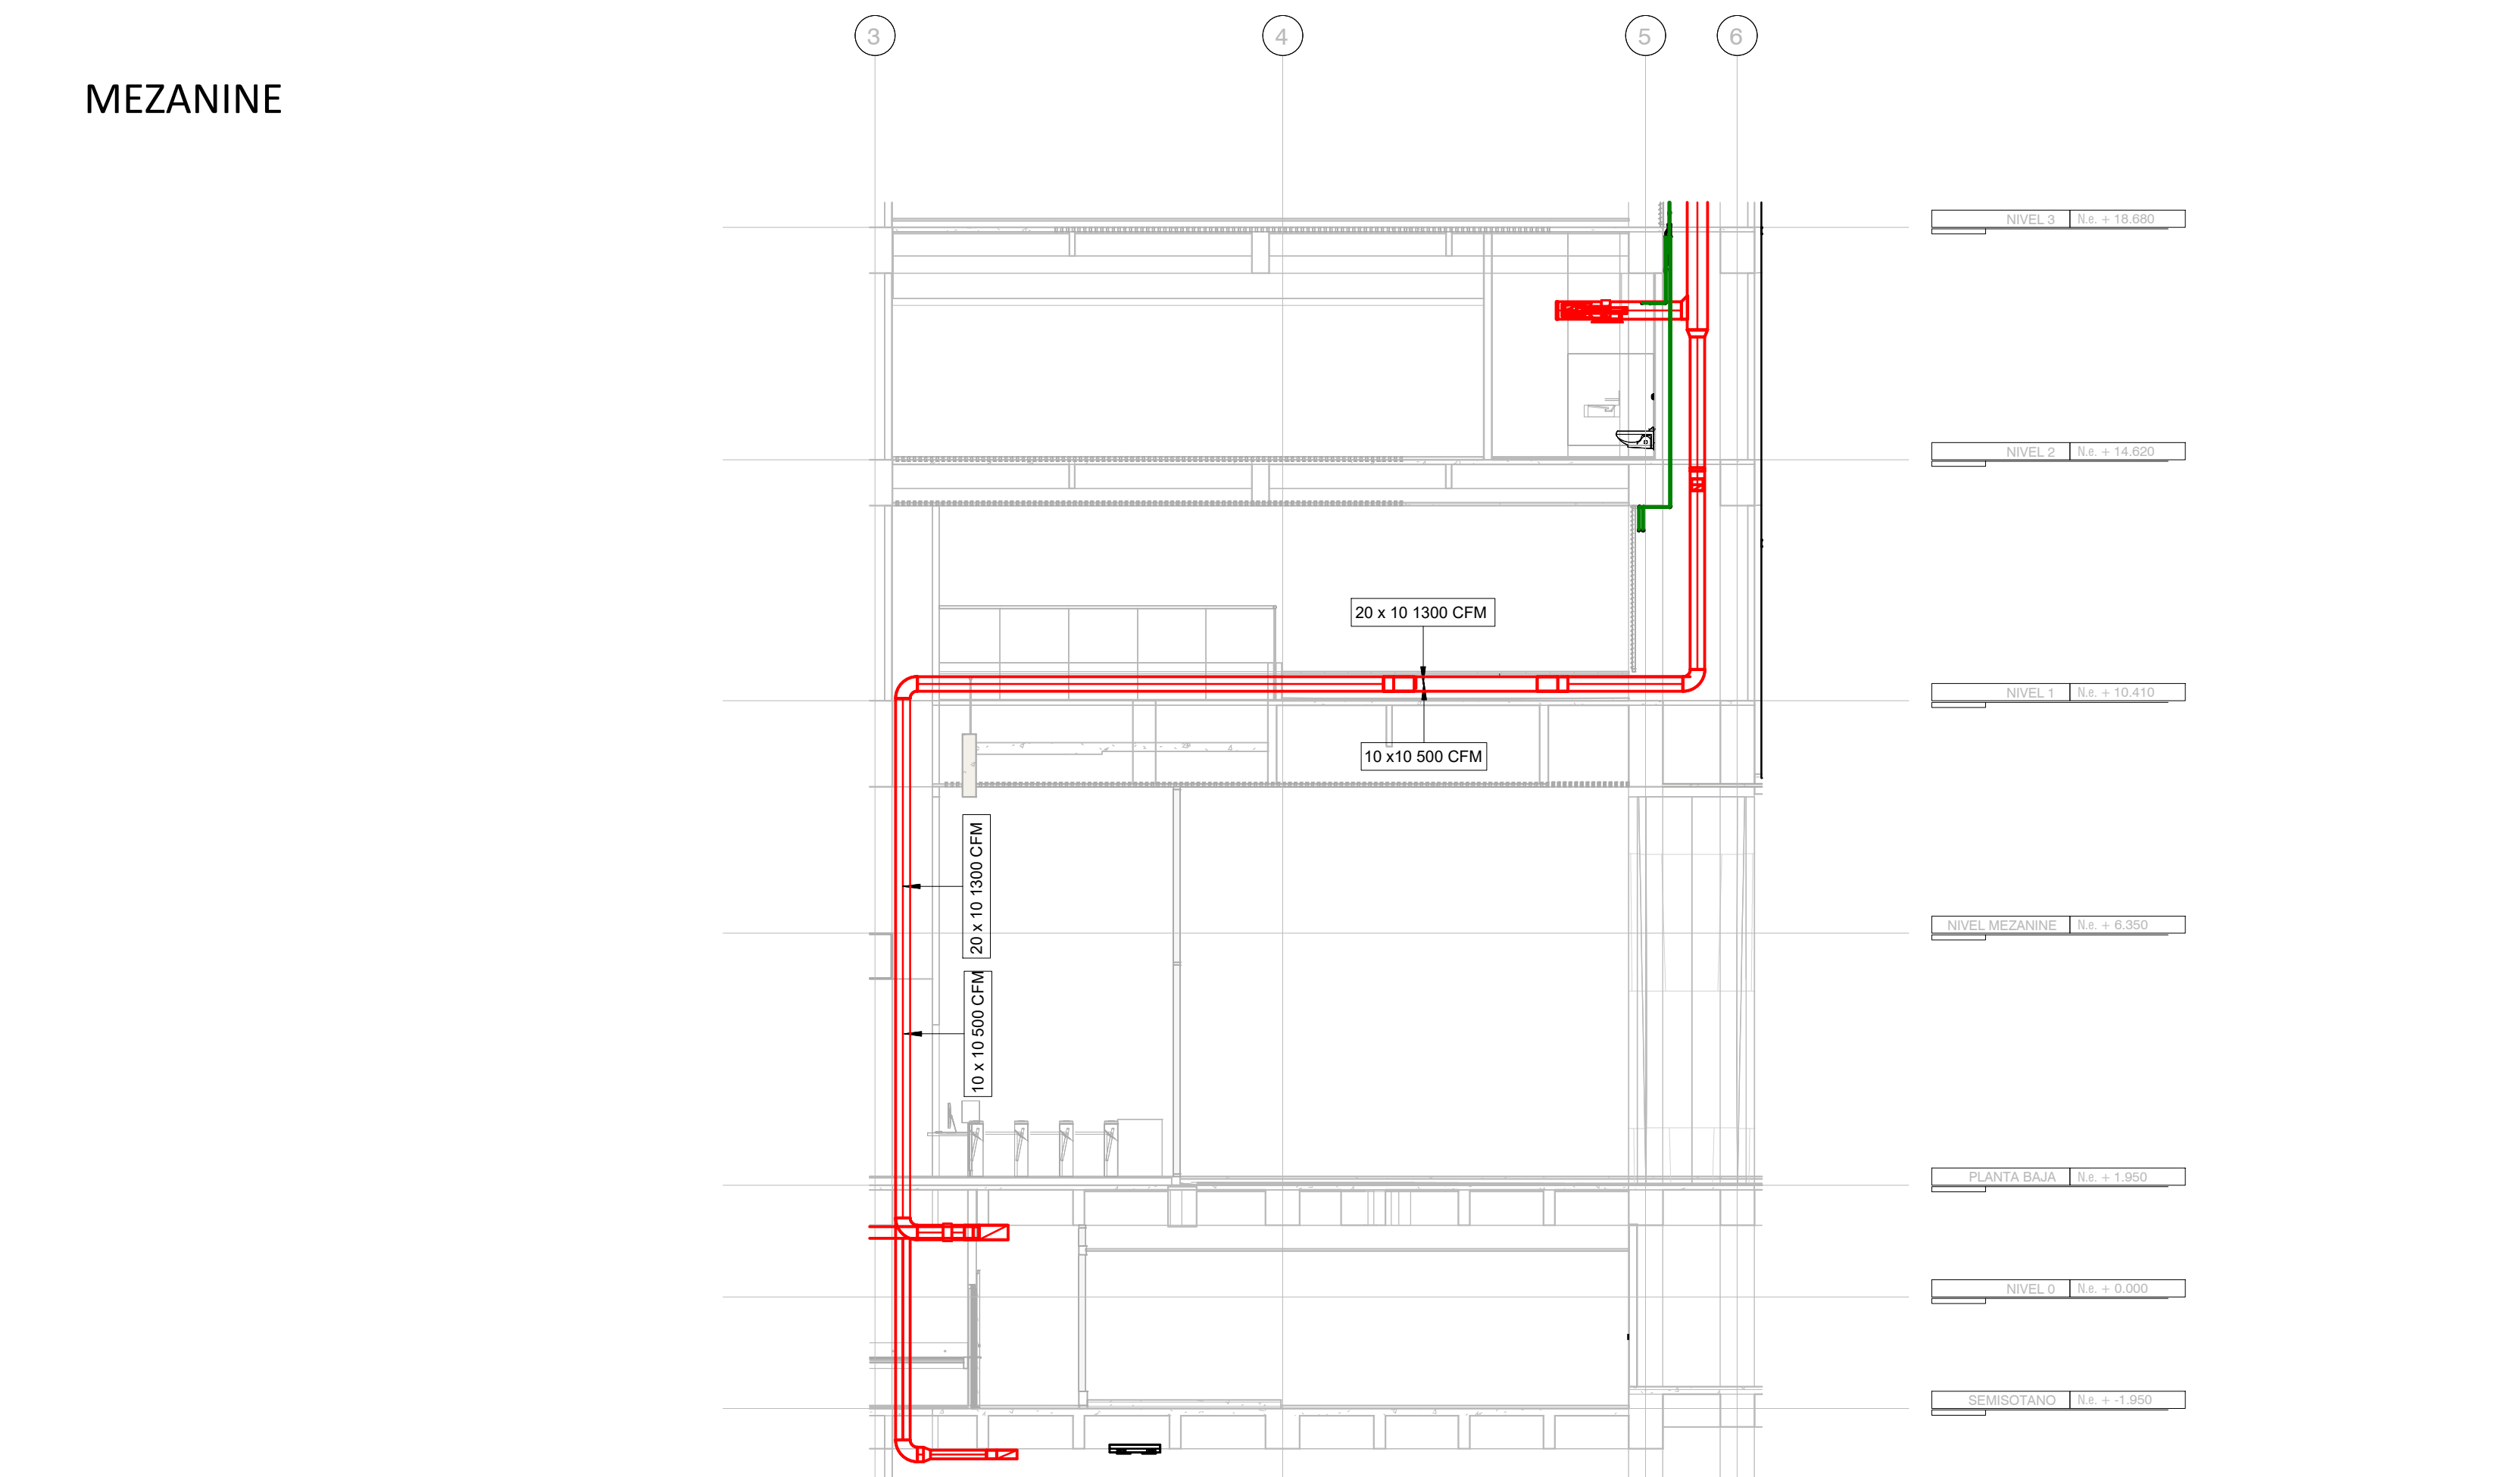 3
4
5
6
MEZANINE
NIVEL 3 N.e. + 18.680
NIVEL 2 N.e. + 14.620
20 x 10 1300 CFM
NIVEL 1 N.e. + 10.410
10 x10 500 CFM
20 x 10 1300 CFM
NIVEL MEZANINE N.e. + 6.350
10 x 10 500 CFM
PLANTA BAJA N.e. + 1.950
NIVEL 0 N.e. + 0.000
SEMISOTANO N.e. + -1.950